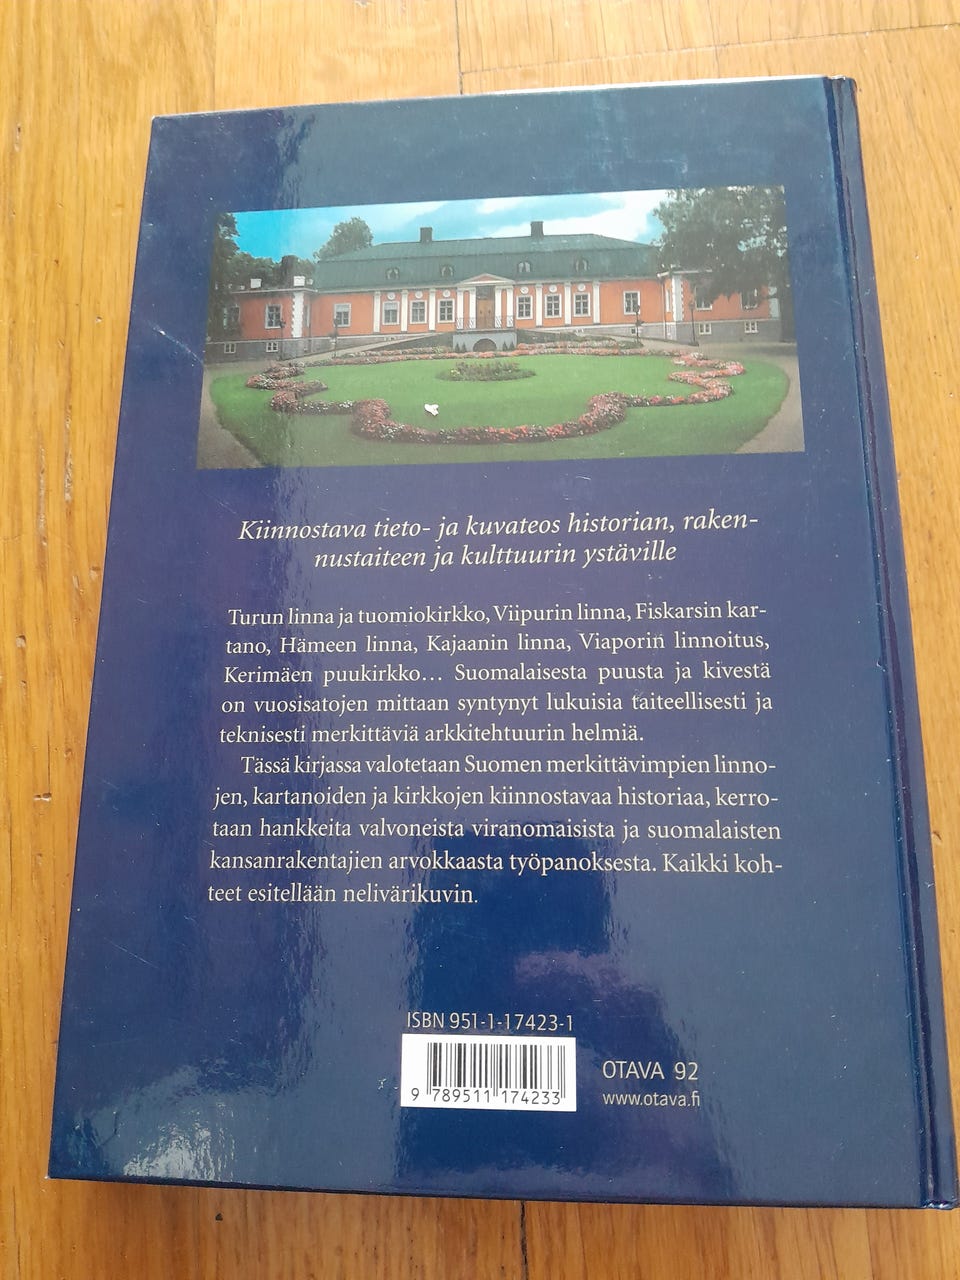 Kiinnostava tieto- ja kuvateos historian, raken-
nustaiteen ja kulttuurin ystäville
Turun linna ja tuomiokirkko, Viipurin linna, Fiskarsin kar-
tano, Hämeen linna, Kajaanin linna, Viaporin linnoitus,
Kerimäen puukirkko... Suomalaisesta puusta ja kivestä
on vuosisatojen mittaan syntynyt lukuisia taiteellisesti ja
teknisesti merkittäviä arkkitehtuurin helmiä.
Tässä kirjassa valotetaan Suomen merkittävimpien linno-
jen, kartanoiden ja kirkkojen kiinnostavaa historiaa, kerro-
taan hankkeita valvoneista viranomaisista ja suomalaisten
kansanrakentajien arvokkaasta työpanoksesta. Kaikki koh-
teet esitellään nelivärikuvin.
ISBN 951-1-17423-1
9 789511 174233
OTAVA 92
www.otava.fi